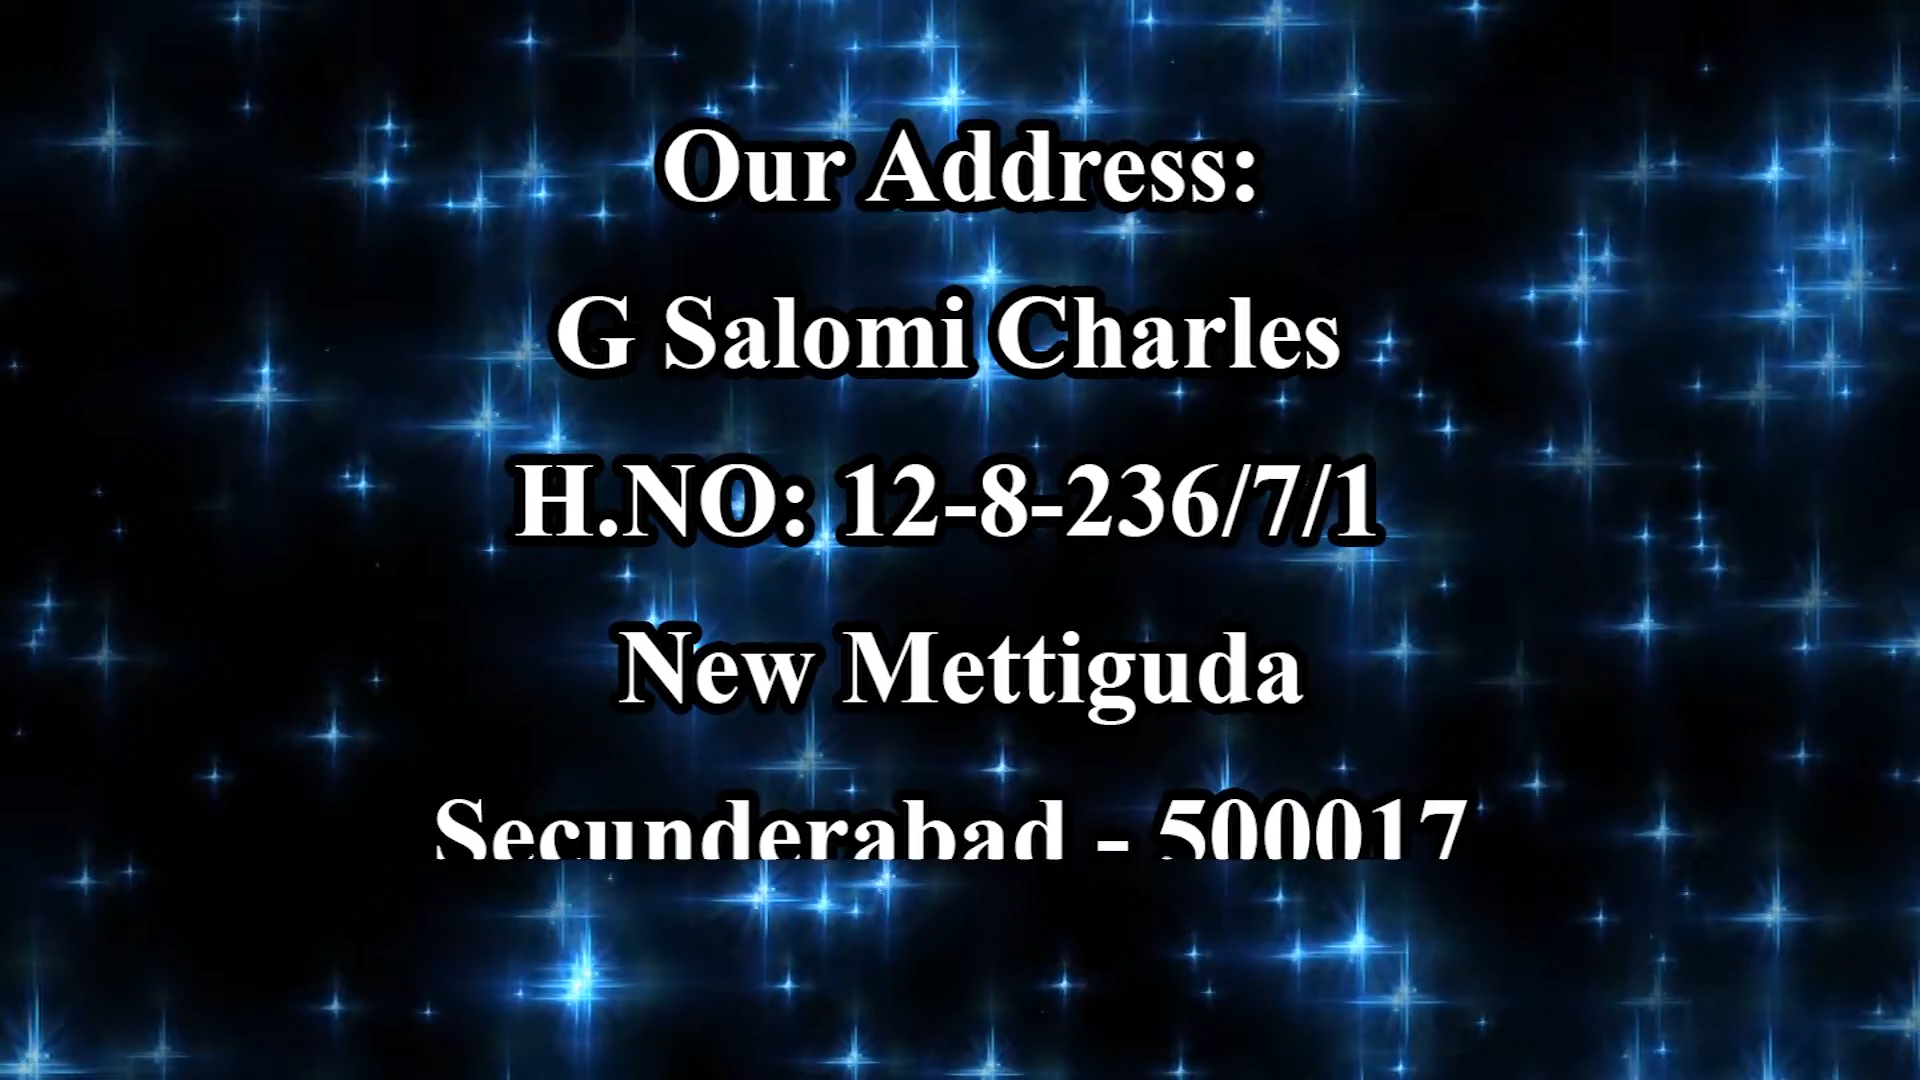 Our Address:
G Salomi Charles
H.NO: 12-8-236/7/1
New Mettiguda
Secunderabad - 500017